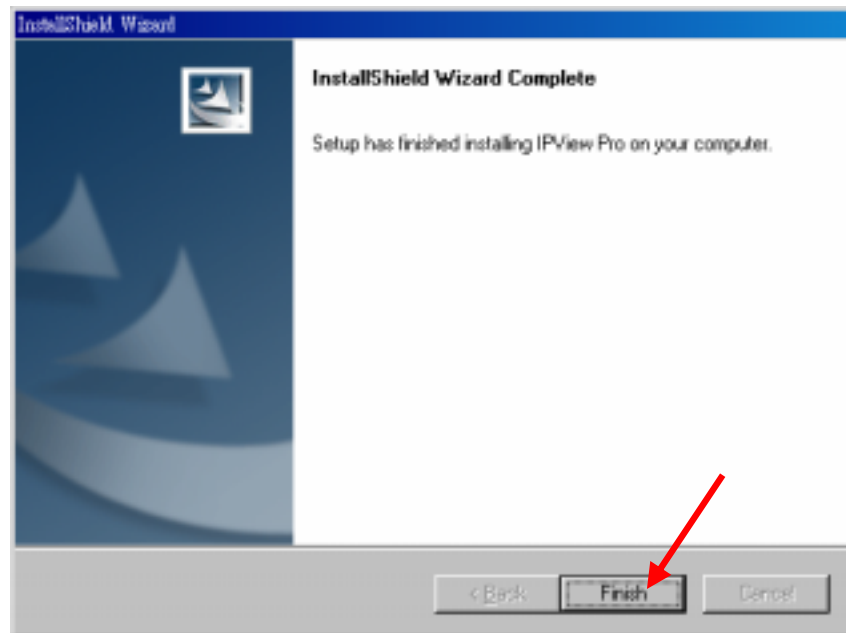 InstallShield Wizard
InstallShield Wizard Complete
Setup has finished installing IPView Pro on your computer.
< Back
Finish
Cancel